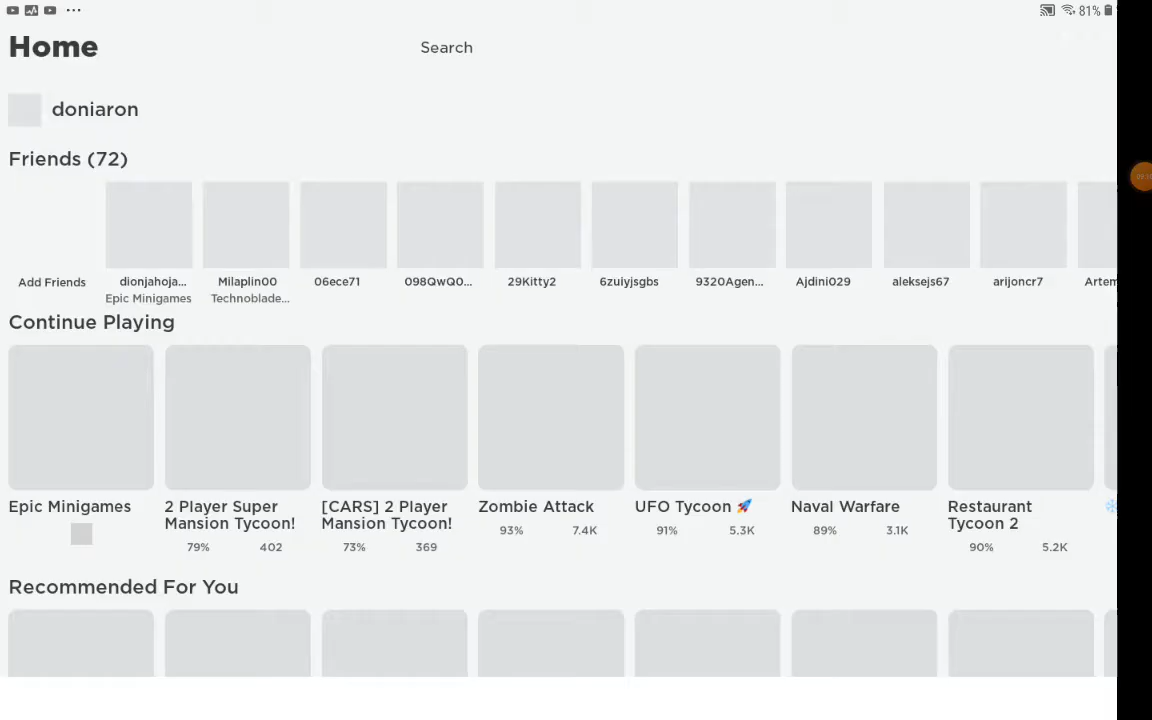 81%
Home
Search
doniaron
Friends (72)
Add Friends
dionjahoja...
Epic Minigames
Milaplin00
Technoblade...
06ece71
098QwQ0...
29Kitty2
6zuiyjsgbs
9320Agen...
Ajdini029
aleksejs67
arijoncr7
Artem
Continue Playing
Epic Minigames
2 Player Super
Mansion Tycoon!
79% 402
[CARS] 2 Player
Mansion Tycoon!
73% 369
Zombie Attack
93% 7.4K
UFO Tycoon 🚀
91% 5.3K
Naval Warfare
89% 3.1K
Restaurant
Tycoon 2
90% 5.2K
Recommended For You